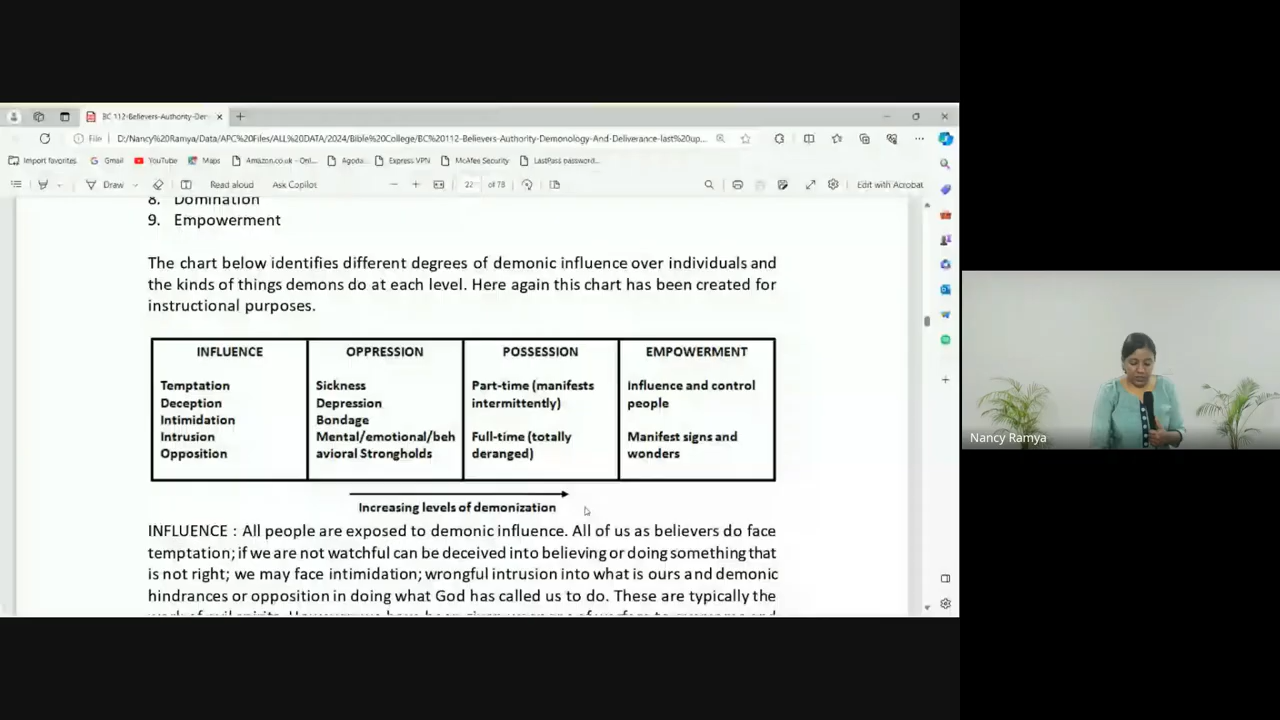 BC 112-Believers-Authority-Der
File
D:/Nancy%20Ramya/Data/APC%20Files/ALL%20DATA/2024/Bible%20College/BC%20112-Believers-Authority-Demonology-And-Deliverance-last%20up...
Import favorites
Gmail
YouTube
Maps
Amazon.co.uk - Onl...
Agoda...
Express VPN
McAfee Security
LastPass password...
Draw
Read aloud
Ask Copilot
22
of 78
Edit with Acrobat
8. Domination
9. Empowerment
The chart below identifies different degrees of demonic influence over individuals and
the kinds of things demons do at each level. Here again this chart has been created for
instructional purposes.
INFLUENCE
Temptation
Deception
Intimidation
Intrusion
Opposition
OPPRESSION
Sickness
Depression
Bondage
Mental/emotional/beh
avioral Strongholds
POSSESSION
Part-time (manifests
intermittently)
Full-time (totally
deranged)
EMPOWERMENT
Influence and control
people
Manifest signs and
wonders
Increasing levels of demonization
INFLUENCE : All people are exposed to demonic influence. All of us as believers do face
temptation; if we are not watchful can be deceived into believing or doing something that
is not right; we may face intimidation; wrongful intrusion into what is ours and demonic
hindrances or opposition in doing what God has called us to do. These are typically the
Nancy Ramya